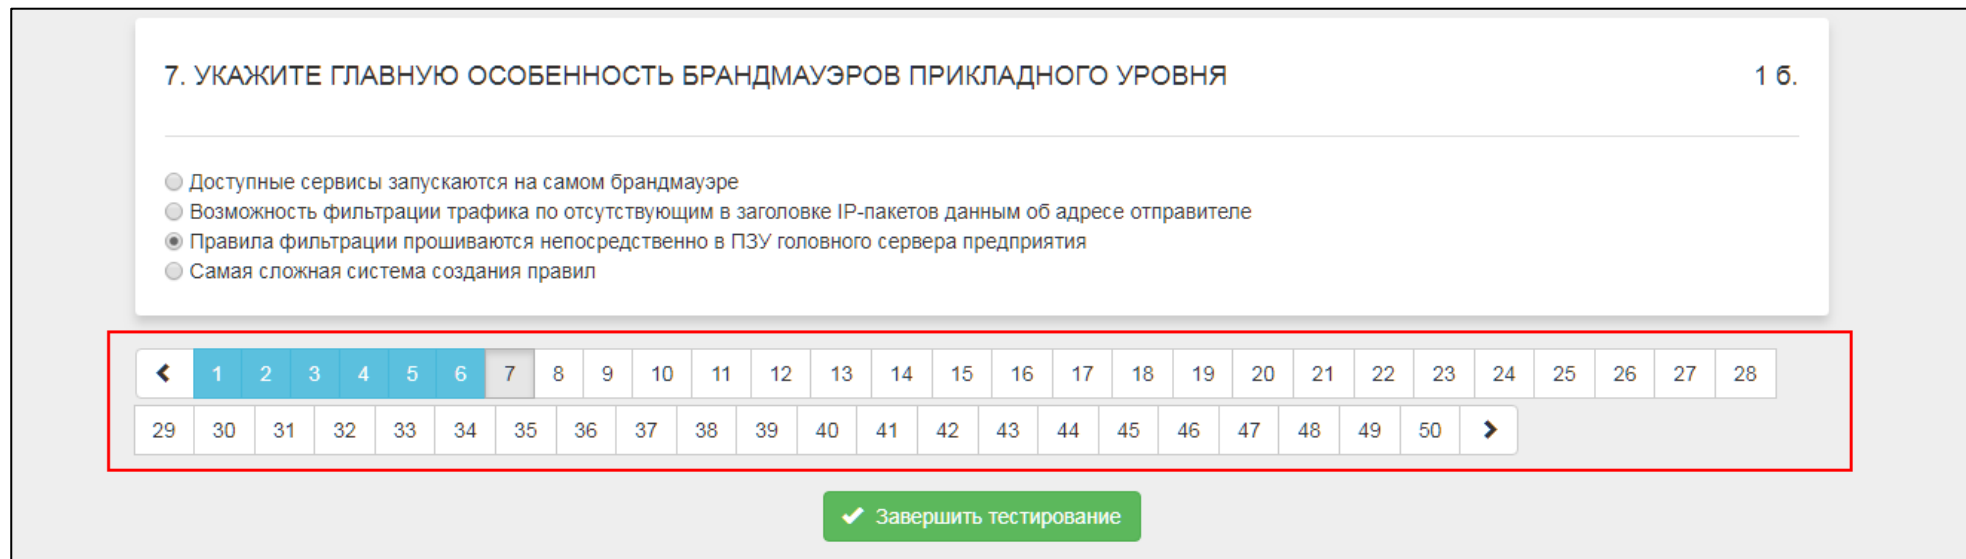 7. УКАЖИТЕ ГЛАВНУЮ ОСОБЕННОСТЬ БРАНДМАУЭРОВ ПРИКЛАДНОГО УРОВНЯ 1 б.
Доступные сервисы запускаются на самом брандмауэре
Возможность фильтрации трафика по отсутствующим в заголовке IP-пакетов данным об адресе отправителе
Правила фильтрации прошиваются непосредственно в ПЗУ головного сервера предприятия
Самая сложная система создания правил
1 2 3 4 5 6 7 8 9 10 11 12 13 14 15 16 17 18 19 20 21 22 23 24 25 26 27 28
29 30 31 32 33 34 35 36 37 38 39 40 41 42 43 44 45 46 47 48 49 50
Завершить тестирование